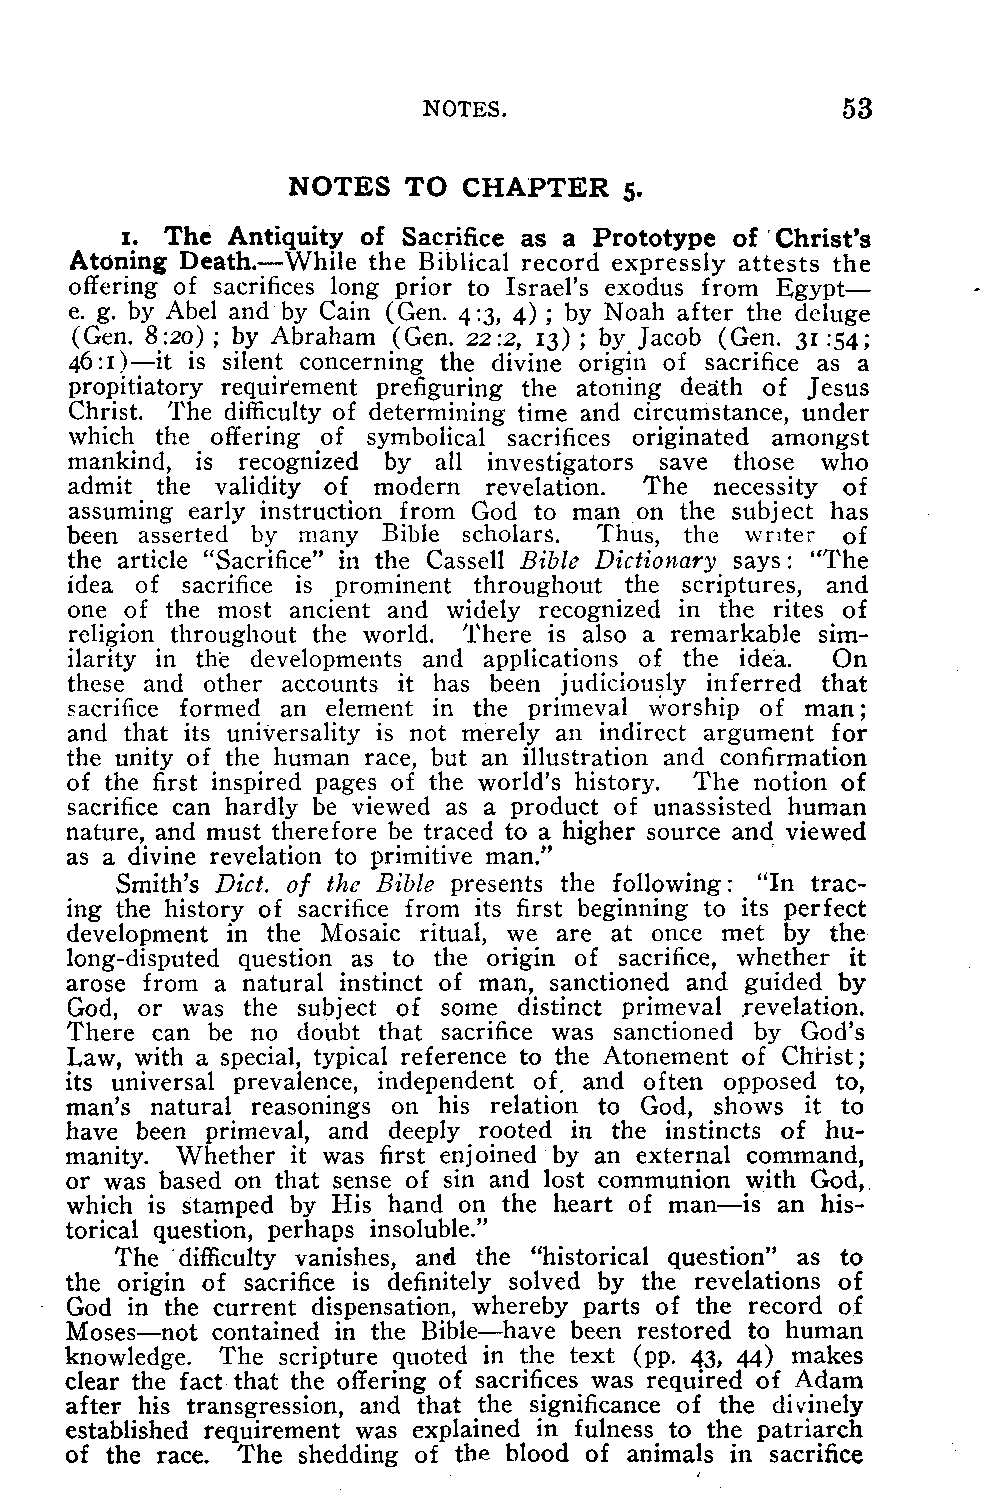 NOTES. 53
NOTES TO CHAPTER 5.
1. The Antiquity of Sacrifice as a Prototype of Christ's
Atoning Death.—While the Biblical record expressly attests the
offering of sacrifices long prior to Israel's exodus from Egypt—
e. g. by Abel and by Cain (Gen. 4:3, 4) ; by Noah after the deluge
(Gen. 8:20) ; by Abraham (Gen. 22:2, 13) ; by Jacob (Gen. 31:54;
46:1)—it is silent concerning the divine origin of sacrifice as a
propitiatory requirement prefiguring the atoning death of Jesus
Christ. The difficulty of determining time and circumstance, under
which the offering of symbolical sacrifices originated amongst
mankind, is recognized by all investigators save those who
admit the validity of modern revelation. The necessity of
assuming early instruction from God to man on the subject has
been asserted by many Bible scholars. Thus, the writer of
the article "Sacrifice" in the Cassell Bible Dictionary says: "The
idea of sacrifice is prominent throughout the scriptures, and
one of the most ancient and widely recognized in the rites of
religion throughout the world. There is also a remarkable sim-
ilarity in the developments and applications of the idea. On
these and other accounts it has been judiciously inferred that
sacrifice formed an element in the primeval worship of man;
and that its universality is not merely an indirect argument for
the unity of the human race, but an illustration and confirmation
of the first inspired pages of the world's history. The notion of
sacrifice can hardly be viewed as a product of unassisted human
nature, and must therefore be traced to a higher source and viewed
as a divine revelation to primitive man."
Smith's Dict. of the Bible presents the following: "In trac-
ing the history of sacrifice from its first beginning to its perfect
development in the Mosaic ritual, we are at once met by the
long-disputed question as to the origin of sacrifice, whether it
arose from a natural instinct of man, sanctioned and guided by
God, or was the subject of some distinct primeval revelation.
There can be no doubt that sacrifice was sanctioned by God's
Law, with a special, typical reference to the Atonement of Christ;
its universal prevalence, independent of, and often opposed to,
man's natural reasonings on his relation to God, shows it to
have been primeval, and deeply rooted in the instincts of hu-
manity. Whether it was first enjoined by an external command,
or was based on that sense of sin and lost communion with God,
which is stamped by His hand on the heart of man—is an his-
torical question, perhaps insoluble."
The difficulty vanishes, and the "historical question" as to
the origin of sacrifice is definitely solved by the revelations of
God in the current dispensation, whereby parts of the record of
Moses—not contained in the Bible—have been restored to human
knowledge. The scripture quoted in the text (pp. 43, 44) makes
clear the fact that the offering of sacrifices was required of Adam
after his transgression, and that the significance of the divinely
established requirement was explained in fulness to the patriarch
of the race. The shedding of the blood of animals in sacrifice